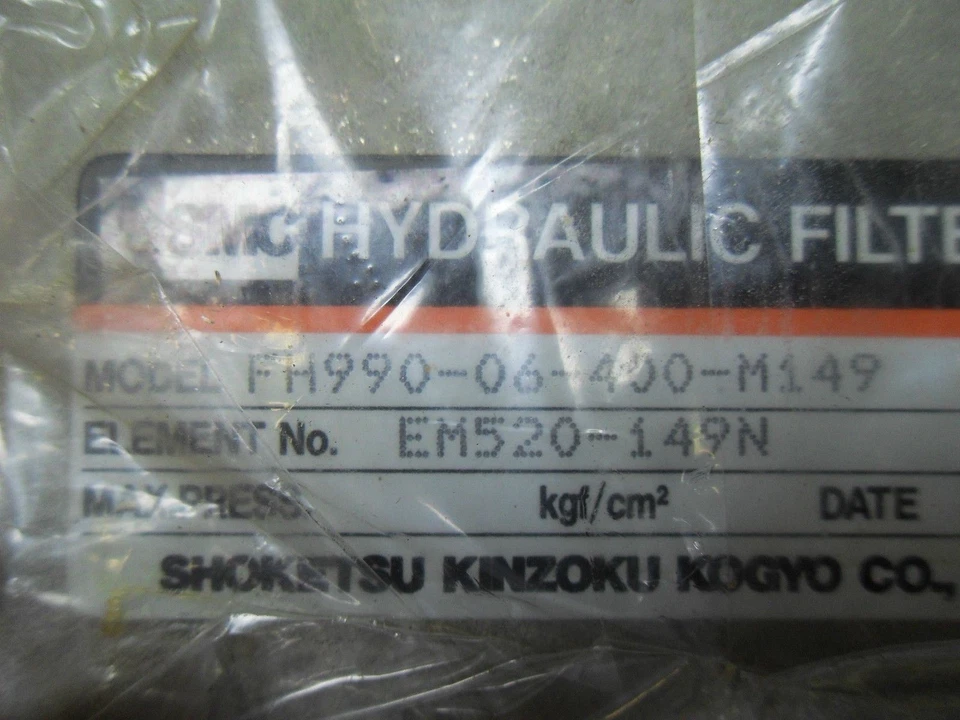 SMC HYDRAULIC FILTE
MODEL FH990-06-400-M149
ELEMENT No. EM520-149N
MAX.PRESS kgf/cm² DATE
SHOKETSU KINZOKU KOGYO CO.,